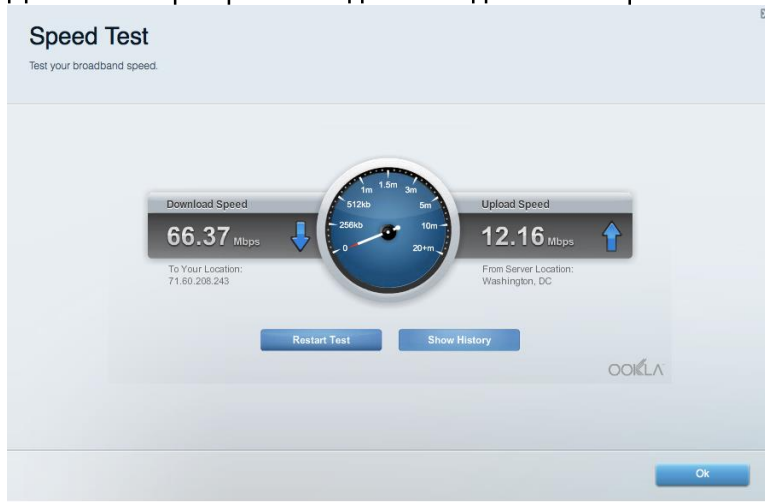 Speed Test
Test your broadband speed.
1m 1.5m 3m
512kb 5m
256kb 10m
0 20+m
Download Speed
66.37 Mbps
To Your Location:
71.60.208.243
Upload Speed
12.16 Mbps
From Server Location:
Washington, DC
Restart Test Show History
OOKLA
Ok